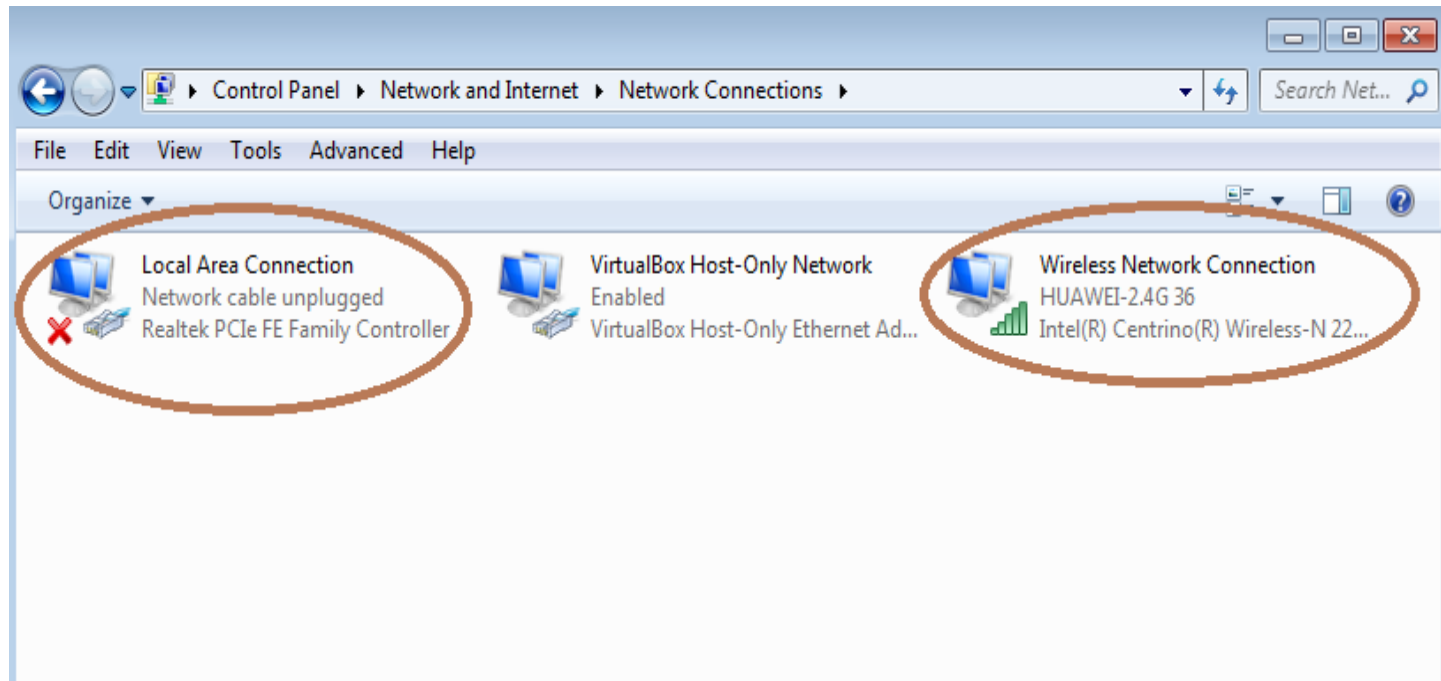 Control Panel Network and Internet Network Connections Search Net...
File Edit View Tools Advanced Help
Organize
Local Area Connection
Network cable unplugged
Realtek PCIe FE Family Controller
VirtualBox Host-Only Network
Enabled
VirtualBox Host-Only Ethernet Ad...
Wireless Network Connection
HUAWEI-2.4G 36
Intel(R) Centrino(R) Wireless-N 22...